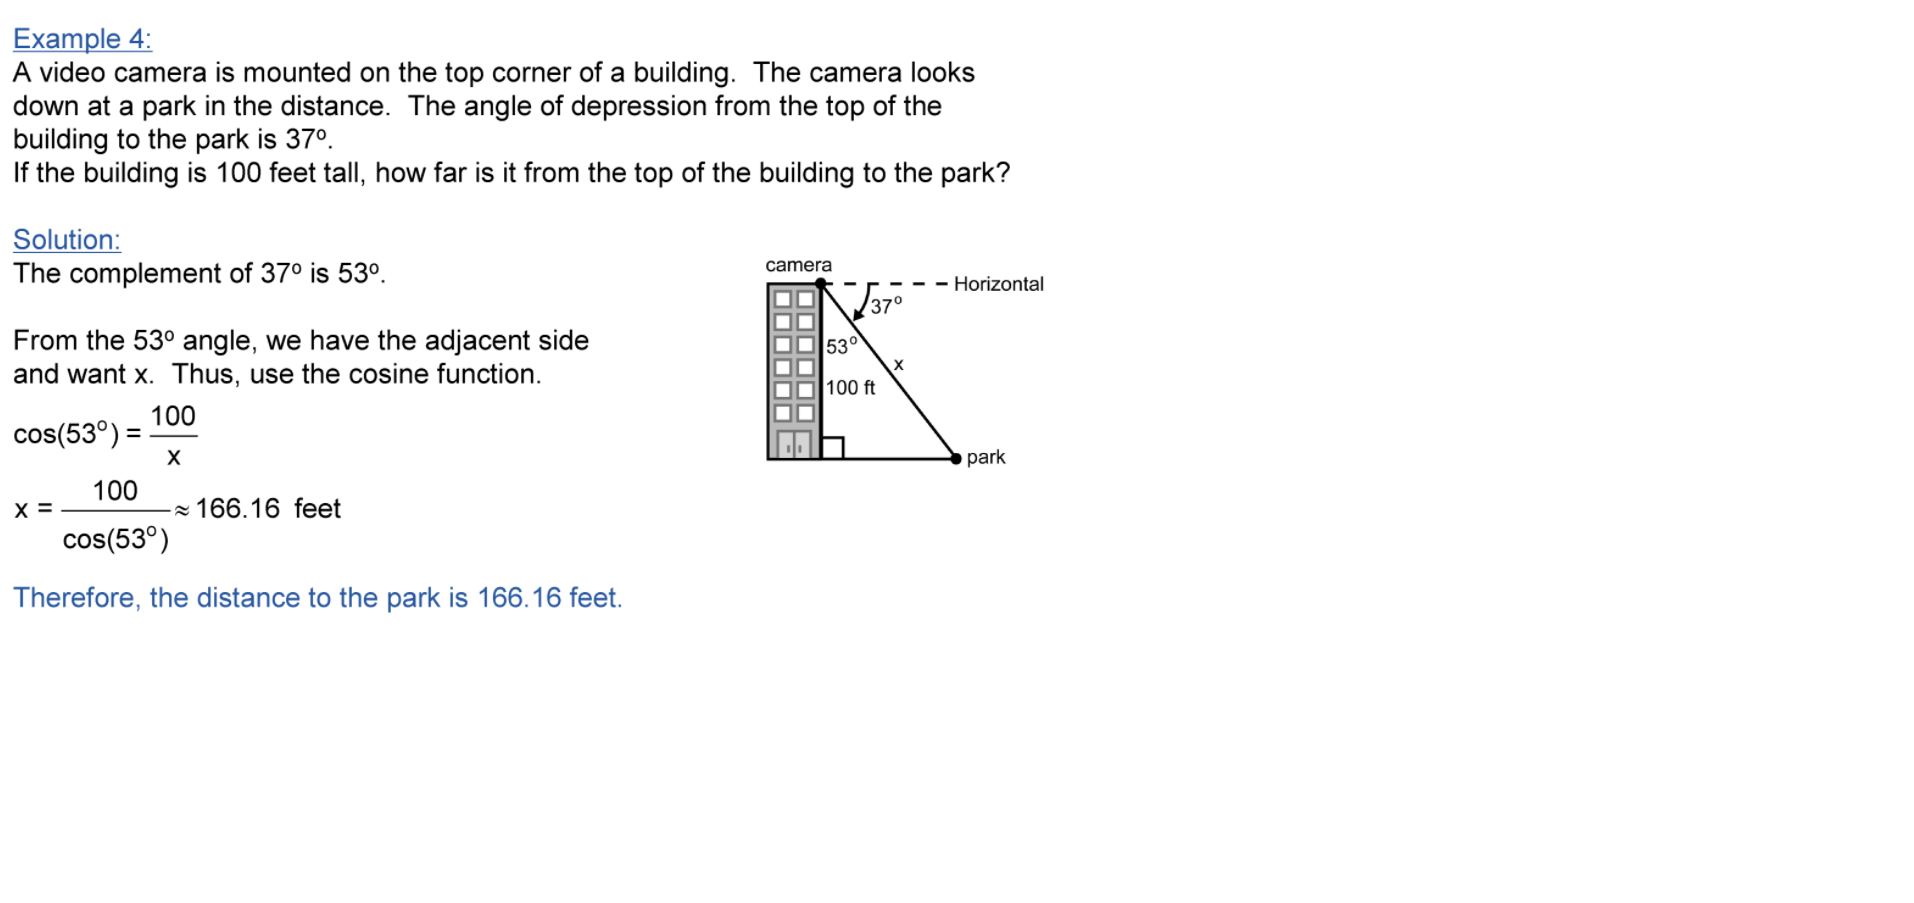 Example 4:
A video camera is mounted on the top corner of a building.  The camera looks
down at a park in the distance.  The angle of depression from the top of the
building to the park is 37º.
If the building is 100 feet tall, how far is it from the top of the building to the park?
Solution:
The complement of 37º is 53º.
From the 53º angle, we have the adjacent side
and want x.  Thus, use the cosine function.
cos(53°) = 100
x
x = 100
cos(53°) ≈ 166.16 feet
Therefore, the distance to the park is 166.16 feet.
camera
Horizontal
37º
53º
x
100 ft
park